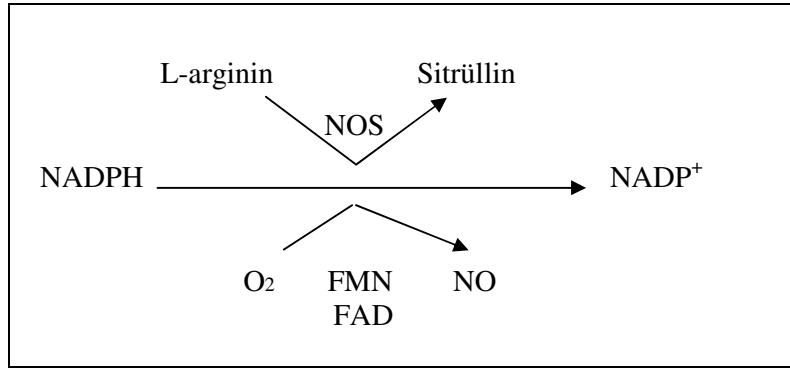 L-arginin Sitrüllin
NOS
NADPH NADP⁺
O₂ FMN NO
FAD